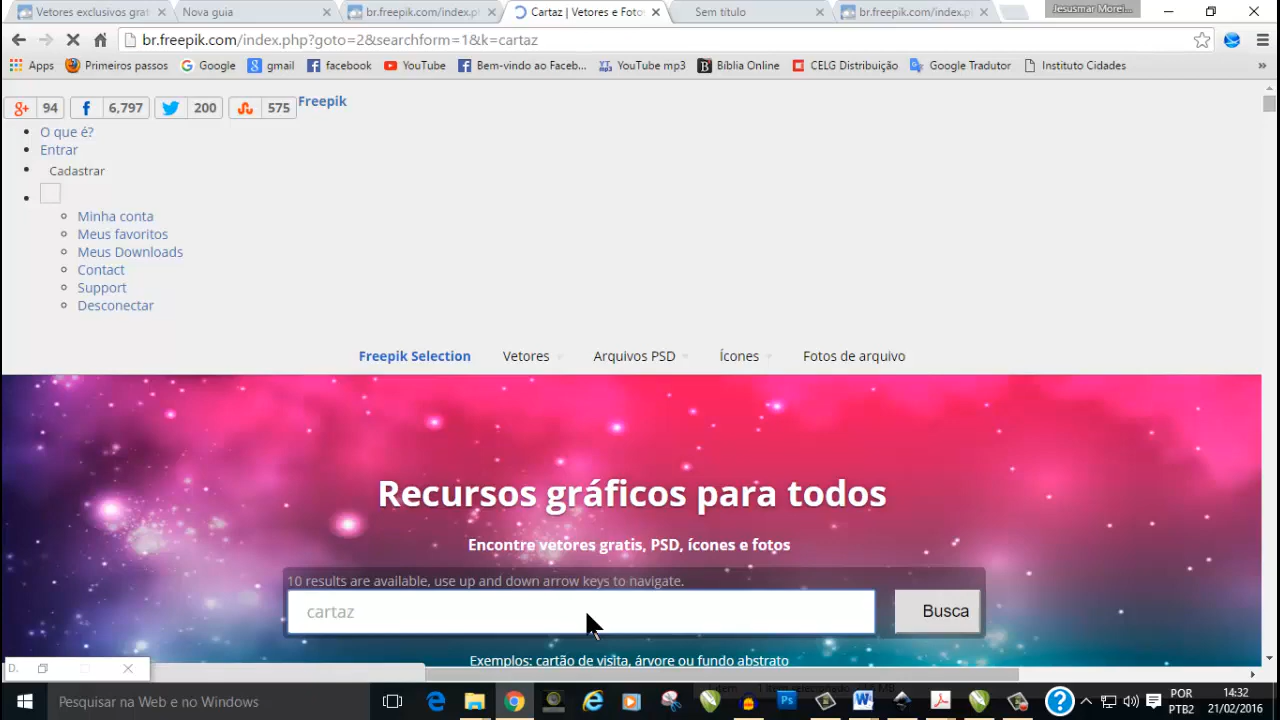 Vetores exclusivos grat
Nova guia
br.freepik.com/index.p
Cartaz | Vetores e Foto
Sem título
br.freepik.com/index.p
Jesusmar Morei...
br.freepik.com/index.php?goto=2&searchform=1&k=cartaz
Apps
Primeiros passos
Google
gmail
facebook
YouTube
Bem-vindo ao Faceb...
YouTube mp3
Biblia Online
CELG Distribuição
Google Tradutor
Instituto Cidades
»
94
6,797
200
575
Freepik
O que é?
Entrar
Cadastrar
Minha conta
Meus favoritos
Meus Downloads
Contact
Support
Desconectar
Freepik Selection
Vetores
Arquivos PSD
Ícones
Fotos de arquivo
Recursos gráficos para todos
Encontre vetores gratis, PSD, ícones e fotos
10 results are available, use up and down arrow keys to navigate.
cartaz
Busca
Exemplos: cartão de visita, árvore ou fundo abstrato
D.
Pesquisar na Web e no Windows
POR
PTB2
14:32
21/02/2016